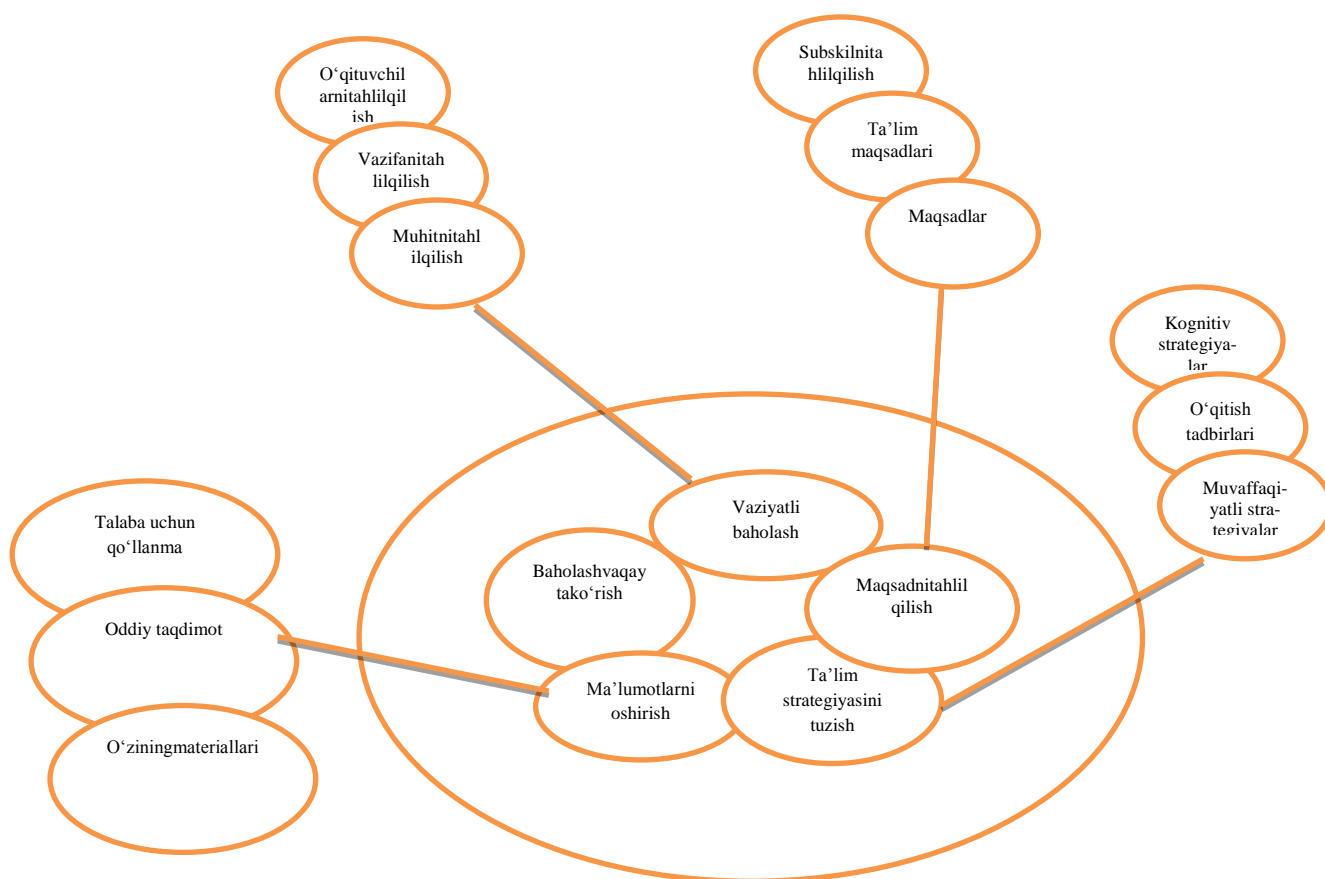 O‘qituvchil
arnitahlilqil
ish
Vazifanitah
lilqilish
Muhitnitahl
ilqilish
Subskilnita
hlilqilish
Ta’lim
maqsadlari
Maqsadlar
Kognitiv
strategiya-
lar
O‘qitish
tadbirlari
Muvaffaqi-
yatli stra-
tegiyalar
Talaba uchun
qo‘llanma
Oddiy taqdimot
O‘ziningmateriallari
Vaziyatli
baholash
Baholashvaqay
tako‘rish
Maqsadnitahlil
qilish
Ma’lumotlarni
oshirish
Ta’lim
strategiyasini
tuzish